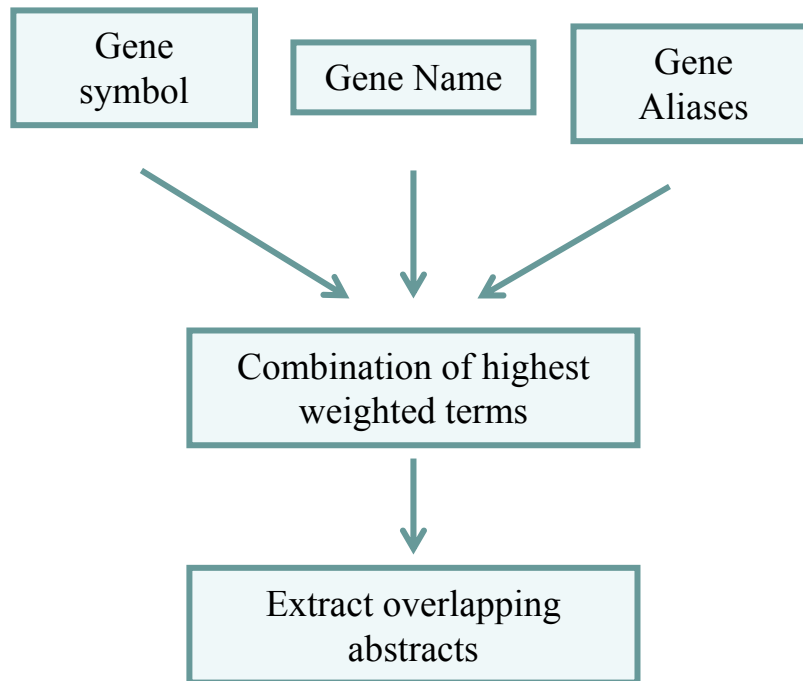 Gene
symbol
Gene Name
Gene
Aliases
Combination of highest
weighted terms
Extract overlapping
abstracts